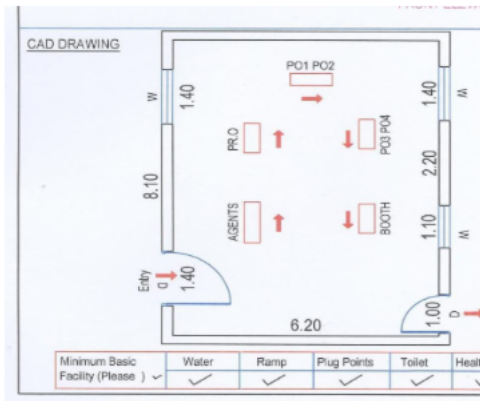 CAD DRAWING
PO1 PO2
W
1.40
1.40
W
PR.O
PO3 PO4
8.10
2.20
AGENTS
BOOTH
1.10
W
Entry
D
1.40
6.20
1.00
D
Minimum Basic Water Ramp Plug Points Toilet Healt
Facility (Please ) ✓ ✓ ✓ ✓ ✓